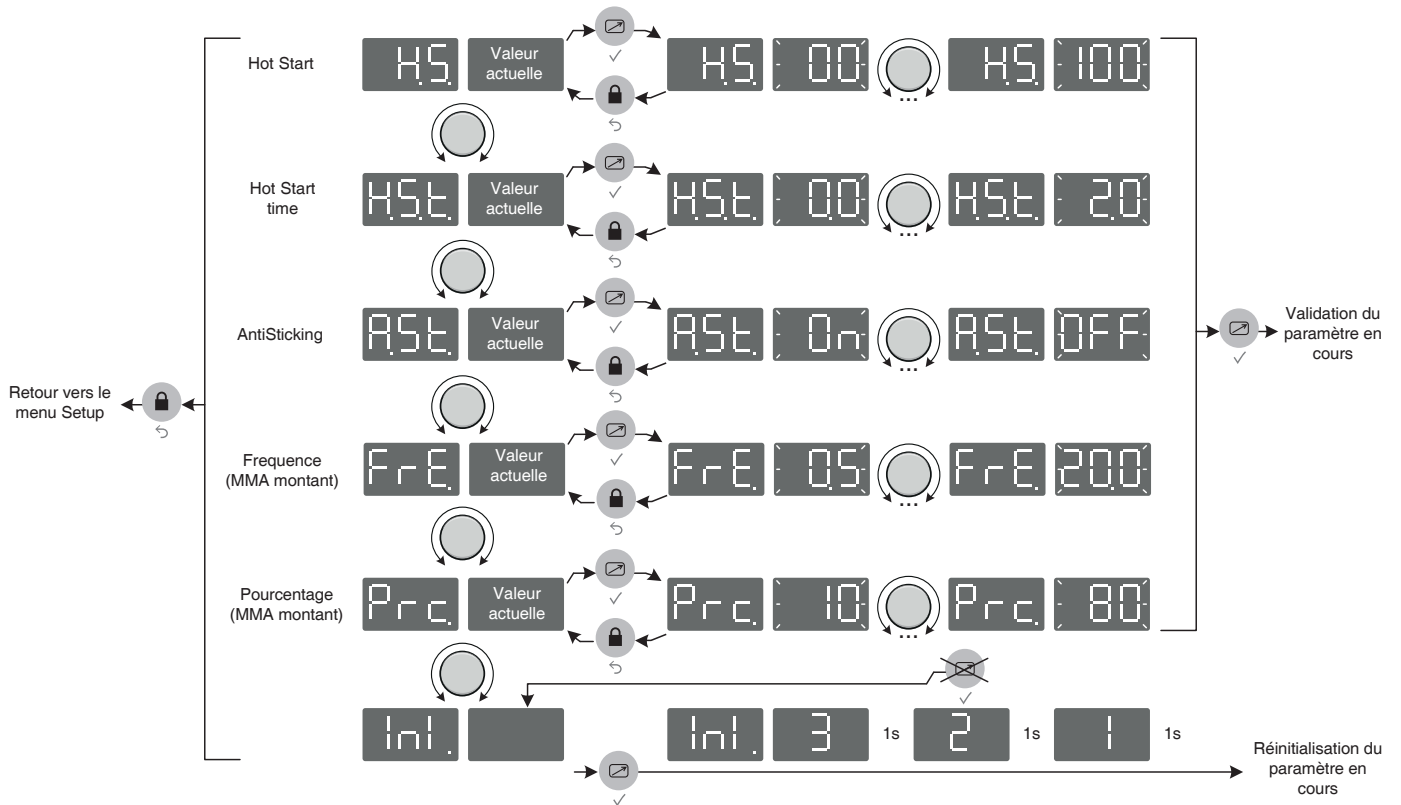 Hot Start
H.S.
Valeur
actuelle
H.S.
00
...
H.S.
100
Hot Start
time
H.S.t.
Valeur
actuelle
H.S.t.
0.0
...
H.S.t.
2.0
AntiSticking
A.S.t.
Valeur
actuelle
A.S.t.
On
...
A.S.t.
OFF
Validation du
paramètre en
cours
Retour vers le
menu Setup
Frequence
(MMA montant)
FrE.
Valeur
actuelle
FrE.
0.5
...
FrE.
20.0
Pourcentage
(MMA montant)
Prc.
Valeur
actuelle
Prc.
10
...
Prc.
80
InI.
InI.
3
1s
2
1s
1
1s
Réinitialisation du
paramètre en
cours